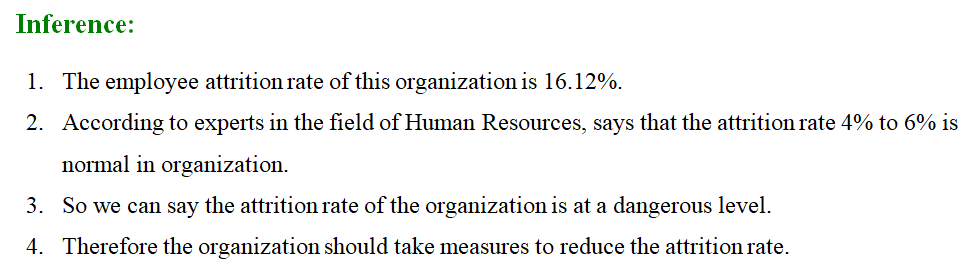 Inference:
1. The employee attrition rate of this organization is 16.12%.
2. According to experts in the field of Human Resources, says that the attrition rate 4% to 6% is
normal in organization.
3. So we can say the attrition rate of the organization is at a dangerous level.
4. Therefore the organization should take measures to reduce the attrition rate.